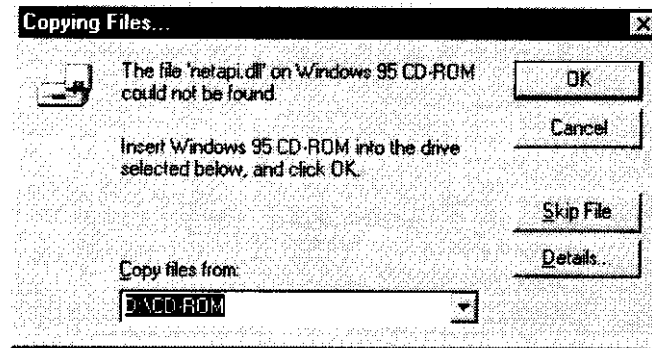 Copying Files...
The file 'netapi.dll' on Windows 95 CD-ROM
could not be found.
OK
Cancel
Insert Windows 95 CD-ROM into the drive
selected below, and click OK.
Skip File
Details...
Copy files from:
D:\CD-ROM